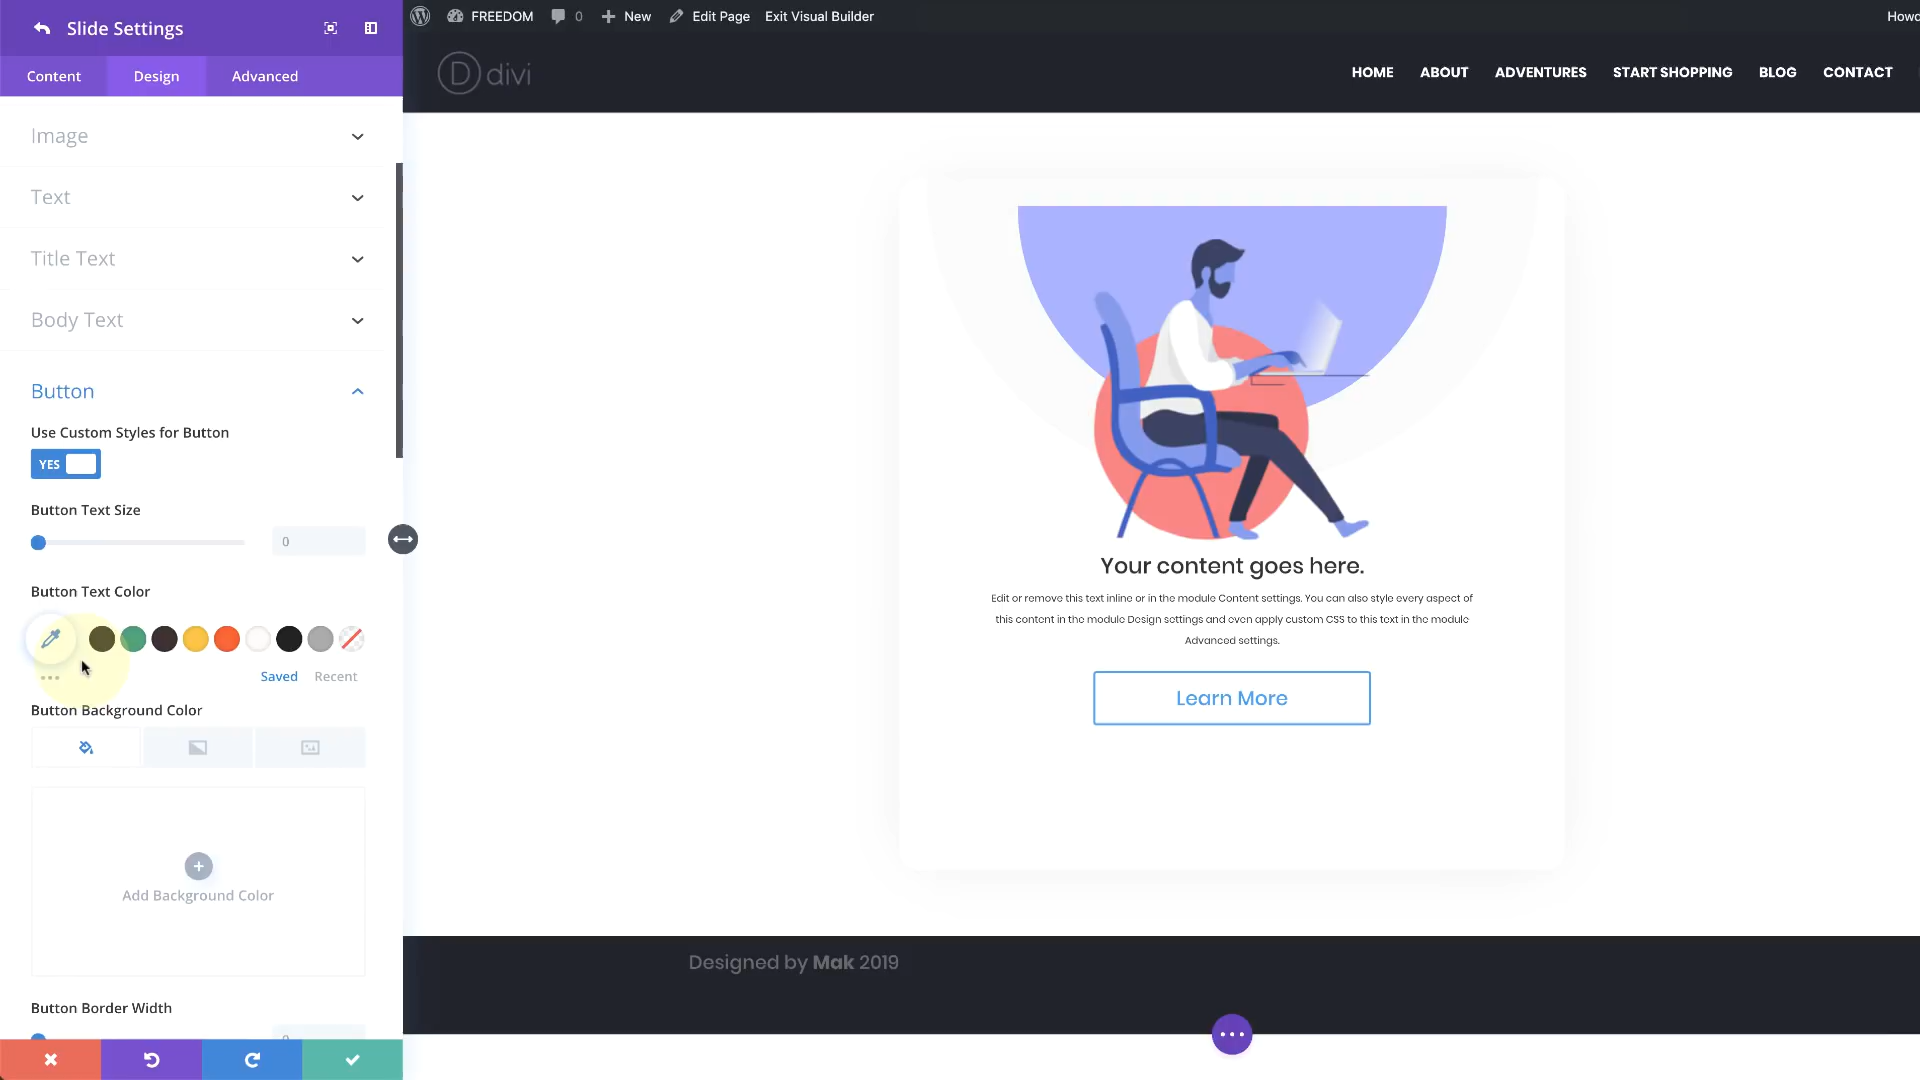 Slide Settings
FREEDOM
0
New
Edit Page
Exit Visual Builder
Content
Design
Advanced
D divi
HOME
ABOUT
ADVENTURES
START SHOPPING
BLOG
CONTACT
Image
Text
Title Text
Body Text
Button
Use Custom Styles for Button
YES
Button Text Size
0
Button Text Color
Saved
Recent
Button Background Color
Add Background Color
Button Border Width
Your content goes here.
Edit or remove this text inline or in the module Content settings. You can also style every aspect of
this content in the module Design settings and even apply custom CSS to this text in the module
Advanced settings.
Learn More
Designed by Mak 2019